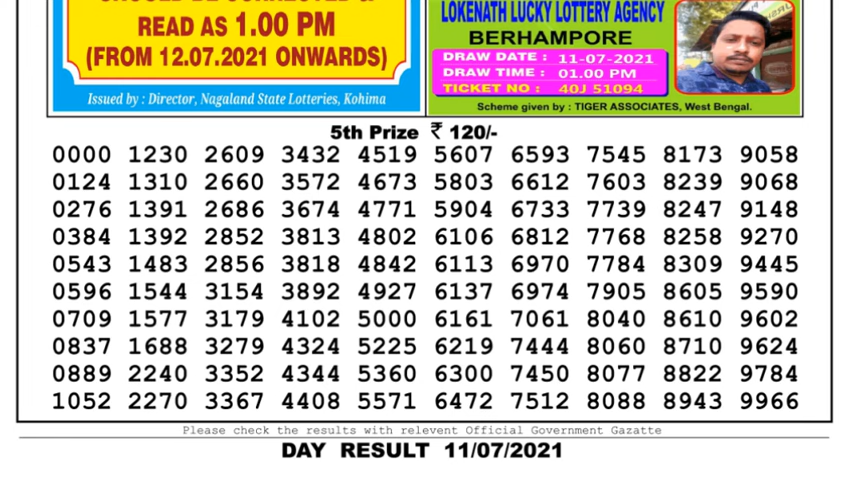 SHOULD BE CORRECTED &
READ AS 1.00 PM
(FROM 12.07.2021 ONWARDS)
Issued by : Director, Nagaland State Lotteries, Kohima
LOKENATH LUCKY LOTTERY AGENCY
BERHAMPORE
DRAW DATE : 11-07-2021
DRAW TIME : 01.00 PM
TICKET NO : 40J 51094
Scheme given by : TIGER ASSOCIATES, West Bengal.
5th Prize ₹ 120/-
0000 1230 2609 3432 4519 5607 6593 7545 8173 9058
0124 1310 2660 3572 4673 5803 6612 7603 8239 9068
0276 1391 2686 3674 4771 5904 6733 7739 8247 9148
0384 1392 2852 3813 4802 6106 6812 7768 8258 9270
0543 1483 2856 3818 4842 6113 6970 7784 8309 9445
0596 1544 3154 3892 4927 6137 6974 7905 8605 9590
0709 1577 3179 4102 5000 6161 7061 8040 8610 9602
0837 1688 3279 4324 5225 6219 7444 8060 8710 9624
0889 2240 3352 4344 5360 6300 7450 8077 8822 9784
1052 2270 3367 4408 5571 6472 7512 8088 8943 9966
Please check the results with relevent Official Government Gazatte
DAY RESULT 11/07/2021